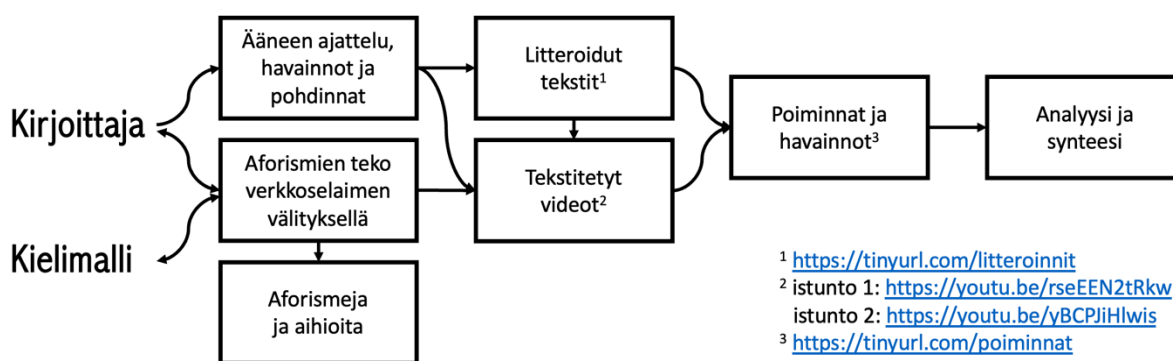 Kirjoittaja
Kielimalli
Ääneen ajattelu,
havainnot ja
pohdinnat
Aforismien teko
verkkoselaimen
välityksellä
Aforismeja
ja aihioita
Litteroidut
tekstit¹
Tekstitetyt
videot²
Poiminnat ja
havainnot³
Analyysi ja
synteesi
¹ https://tinyurl.com/litteroinnit
² istunto 1: https://youtu.be/rseEEN2tRkw
istunto 2: https://youtu.be/yBCPJiHlwis
³ https://tinyurl.com/poiminnat